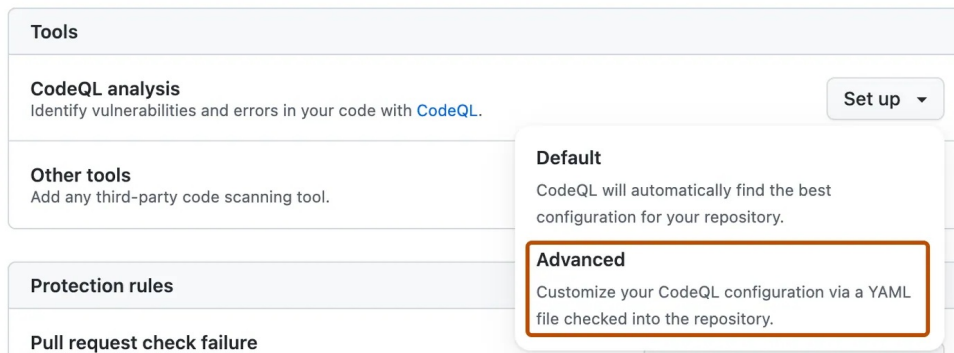 Tools
CodeQL analysis
Identify vulnerabilities and errors in your code with CodeQL.
Set up
Other tools
Add any third-party code scanning tool.
Default
CodeQL will automatically find the best
configuration for your repository.
Advanced
Customize your CodeQL configuration via a YAML
file checked into the repository.
Protection rules
Pull request check failure